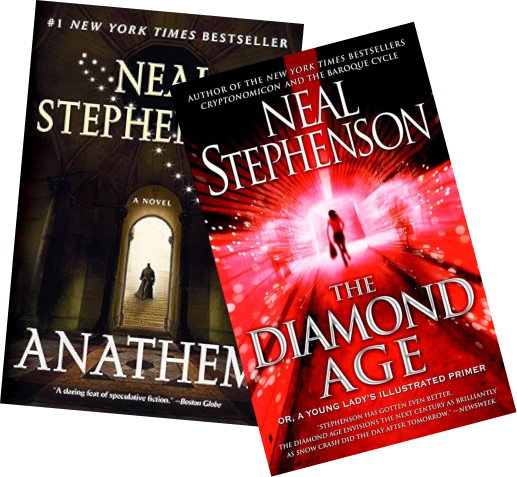 #1 NEW YORK TIMES BESTSELLER
NEAL
STEPHE
A NOVEL
ANATHEM
"A daring feat of speculative fiction." —Boston Globe
AUTHOR OF THE NEW YORK TIMES BESTSELLERS
CRYPTONOMICON AND THE BAROQUE CYCLE
NEAL
STEPHENSON
THE
DIAMOND
AGE
OR, A YOUNG LADY'S ILLUSTRATED PRIMER
"STEPHENSON HAS GOTTEN EVEN BETTER.
THE DIAMOND AGE ENVISIONS THE NEXT CENTURY AS BRILLIANTLY
AS SNOW CRASH DID THE DAY AFTER TOMORROW." —NEWSWEEK